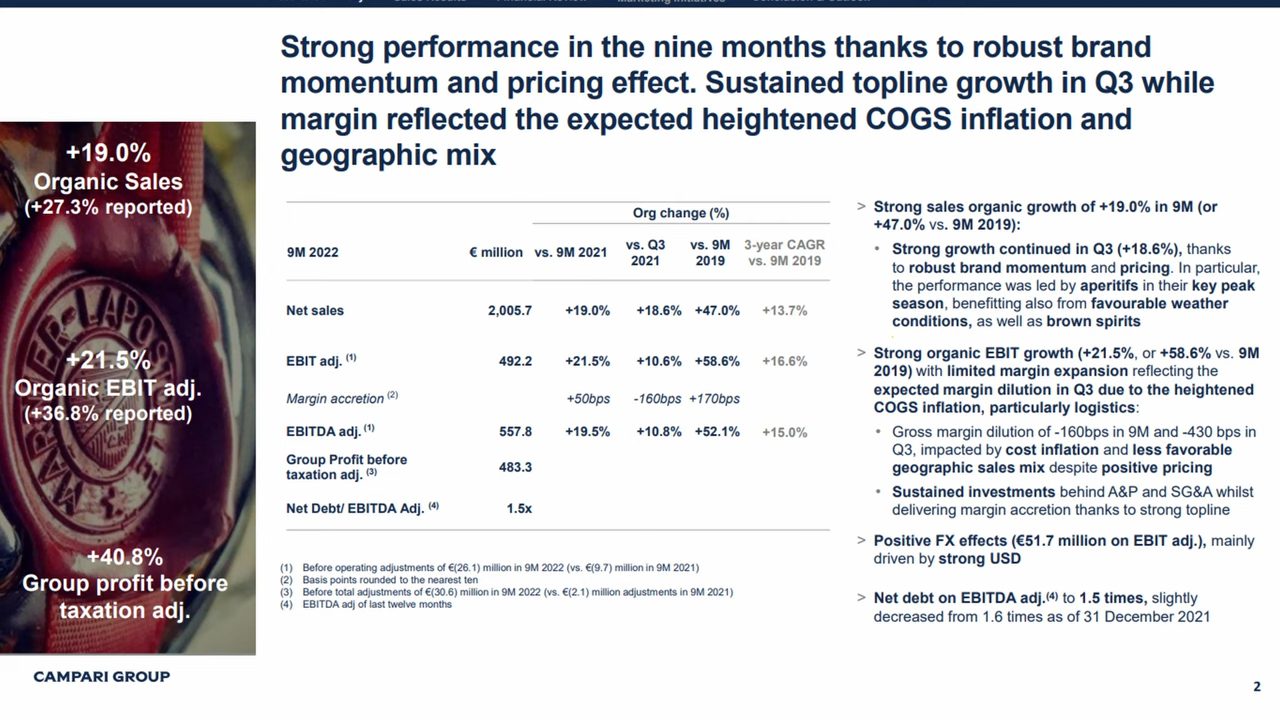 Strong performance in the nine months thanks to robust brand
momentum and pricing effect. Sustained topline growth in Q3 while
margin reflected the expected heightened COGS inflation and
geographic mix
+19.0%
Organic Sales
(+27.3% reported)
+21.5%
Organic EBIT adj.
(+36.8% reported)
+40.8%
Group profit before
taxation adj.
Org change (%)
9M 2022 € million vs. 9M 2021 vs. Q3 2021 vs. 9M 2019 3-year CAGR vs. 9M 2019
Net sales 2,005.7 +19.0% +18.6% +47.0% +13.7%
EBIT adj. (1) 492.2 +21.5% +10.6% +58.6% +16.6%
Margin accretion (2) +50bps -160bps +170bps
EBITDA adj. (1) 557.8 +19.5% +10.8% +52.1% +15.0%
Group Profit before
taxation adj. (3) 483.3
Net Debt/ EBITDA Adj. (4) 1.5x
(1) Before operating adjustments of €(26.1) million in 9M 2022 (vs. €(9.7) million in 9M 2021)
(2) Basis points rounded to the nearest ten
(3) Before total adjustments of €(30.6) million in 9M 2022 (vs. €(2.1) million adjustments in 9M 2021)
(4) EBITDA adj of last twelve months
> Strong sales organic growth of +19.0% in 9M (or
+47.0% vs. 9M 2019):
• Strong growth continued in Q3 (+18.6%), thanks
to robust brand momentum and pricing. In particular,
the performance was led by aperitifs in their key peak
season, benefitting also from favourable weather
conditions, as well as brown spirits
> Strong organic EBIT growth (+21.5%, or +58.6% vs. 9M
2019) with limited margin expansion reflecting the
expected margin dilution in Q3 due to the heightened
COGS inflation, particularly logistics:
• Gross margin dilution of -160bps in 9M and -430 bps in
Q3, impacted by cost inflation and less favorable
geographic sales mix despite positive pricing
• Sustained investments behind A&P and SG&A whilst
delivering margin accretion thanks to strong topline
> Positive FX effects (€51.7 million on EBIT adj.), mainly
driven by strong USD
> Net debt on EBITDA adj.(4) to 1.5 times, slightly
decreased from 1.6 times as of 31 December 2021
CAMPARI GROUP
2